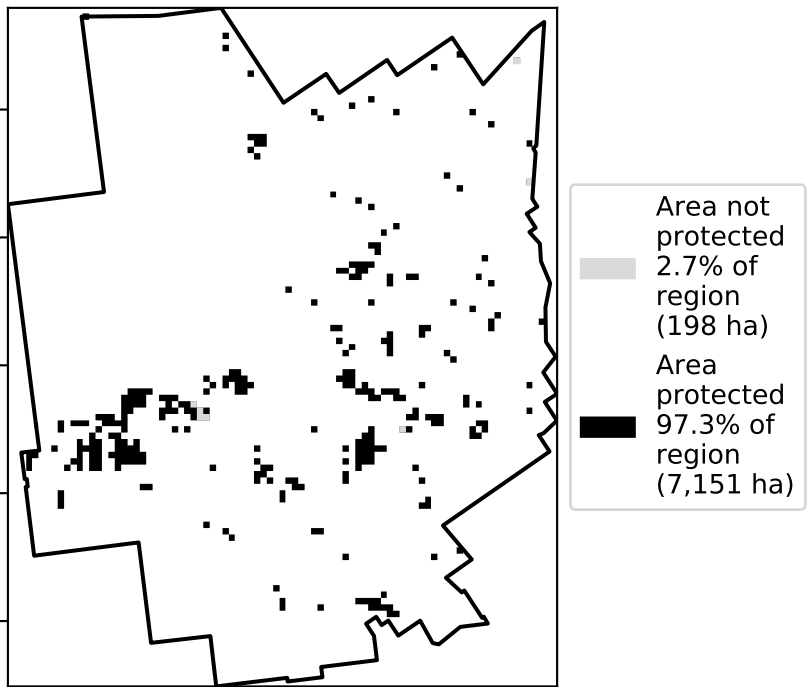 Area not
protected
2.7% of
region
(198 ha)
Area
protected
97.3% of
region
(7,151 ha)